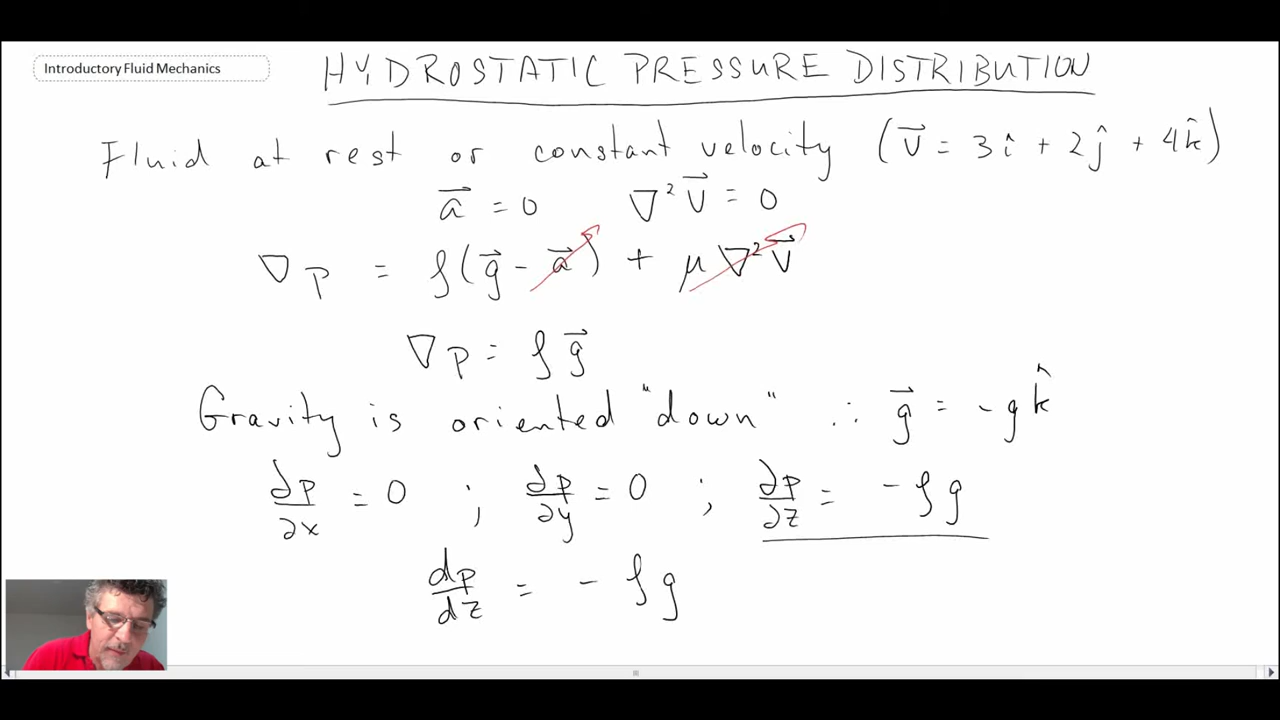 Introductory Fluid Mechanics
HYDROSTATIC PRESSURE DISTRIBUTION
Fluid at rest or constant velocity (V⃗ = 3î + 2ĵ + 4k̂)
a⃗ = 0 ∇²V⃗ = 0
∇p = ρ(g⃗ - a⃗) + μ∇²V⃗
∇p = ρg⃗
Gravity is oriented "down" ∴ g⃗ = -gk̂
∂p/∂x = 0 ; ∂p/∂y = 0 ; ∂p/∂z = -ρg
dp/dz = -ρg